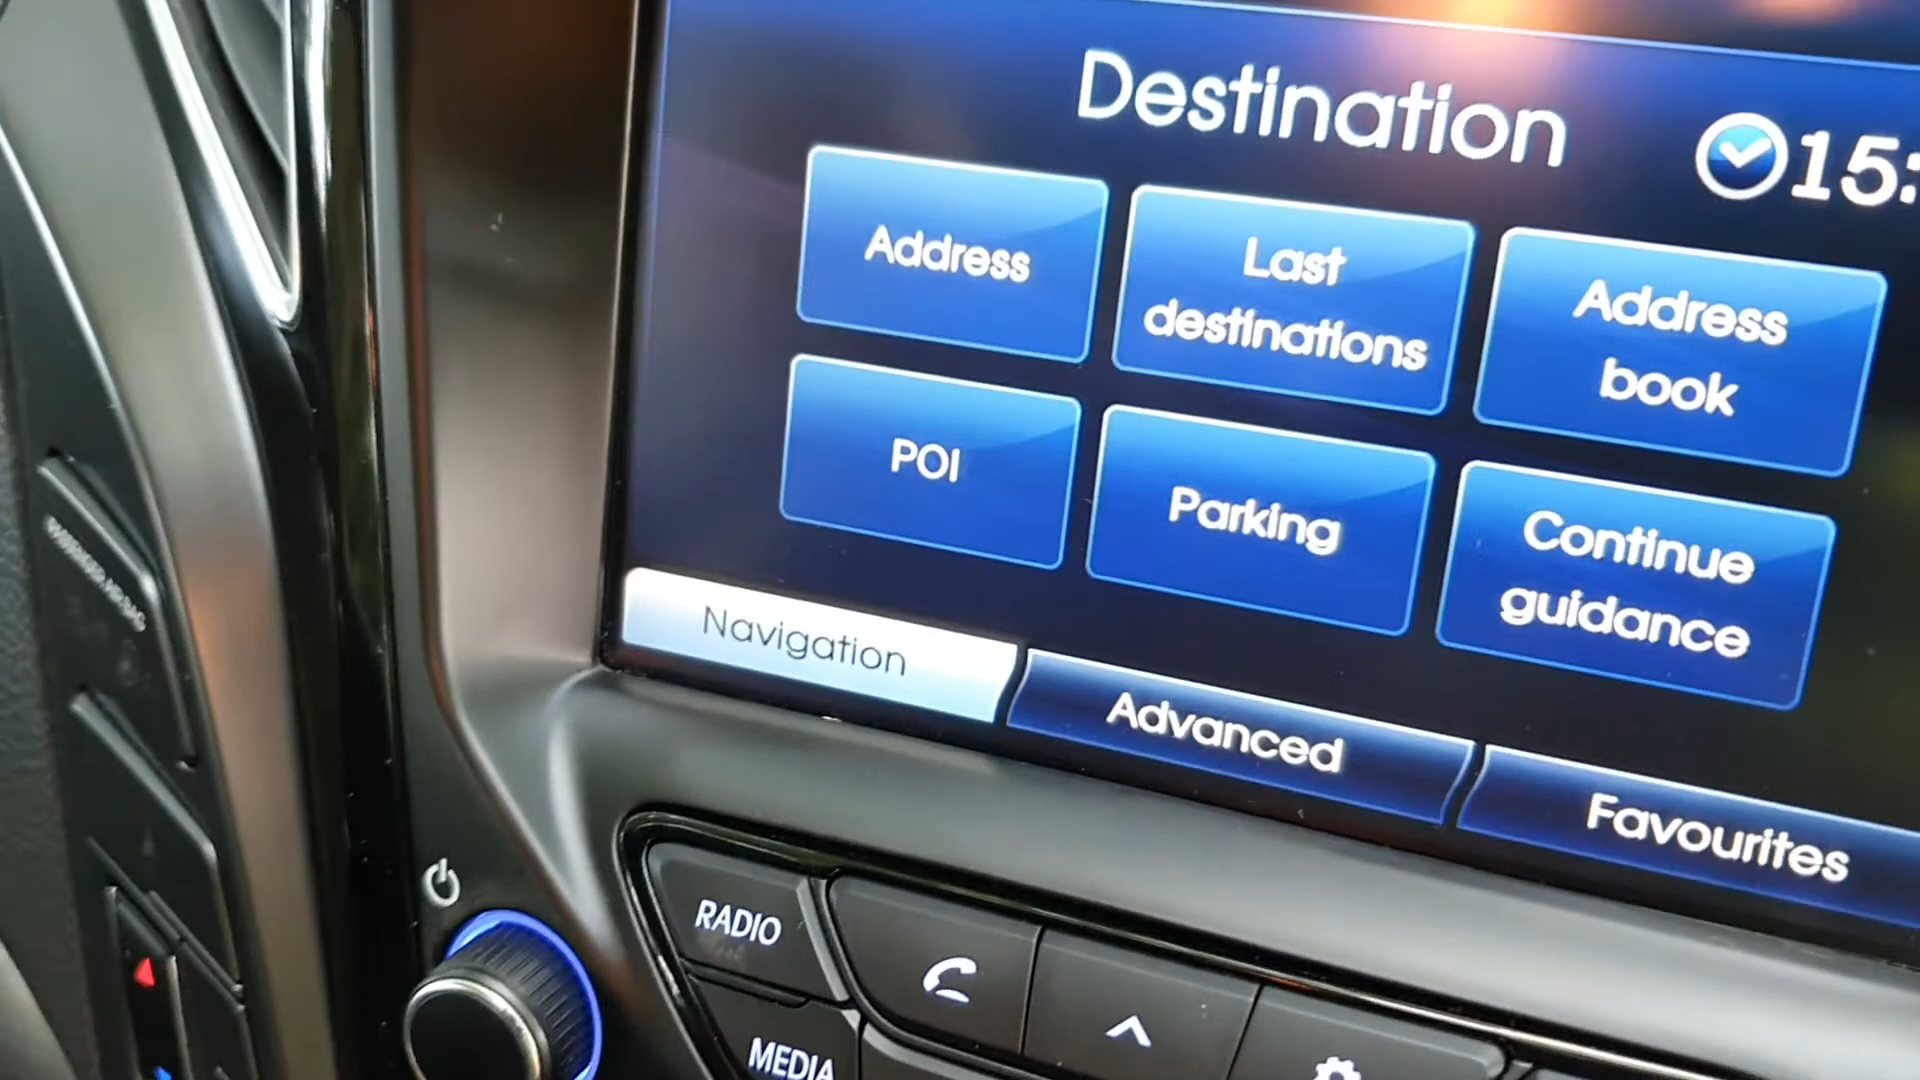 Destination
15:
Address
Last
destinations
Address
book
POI
Parking
Continue
guidance
Navigation
Advanced
Favourites
RADIO
MEDIA